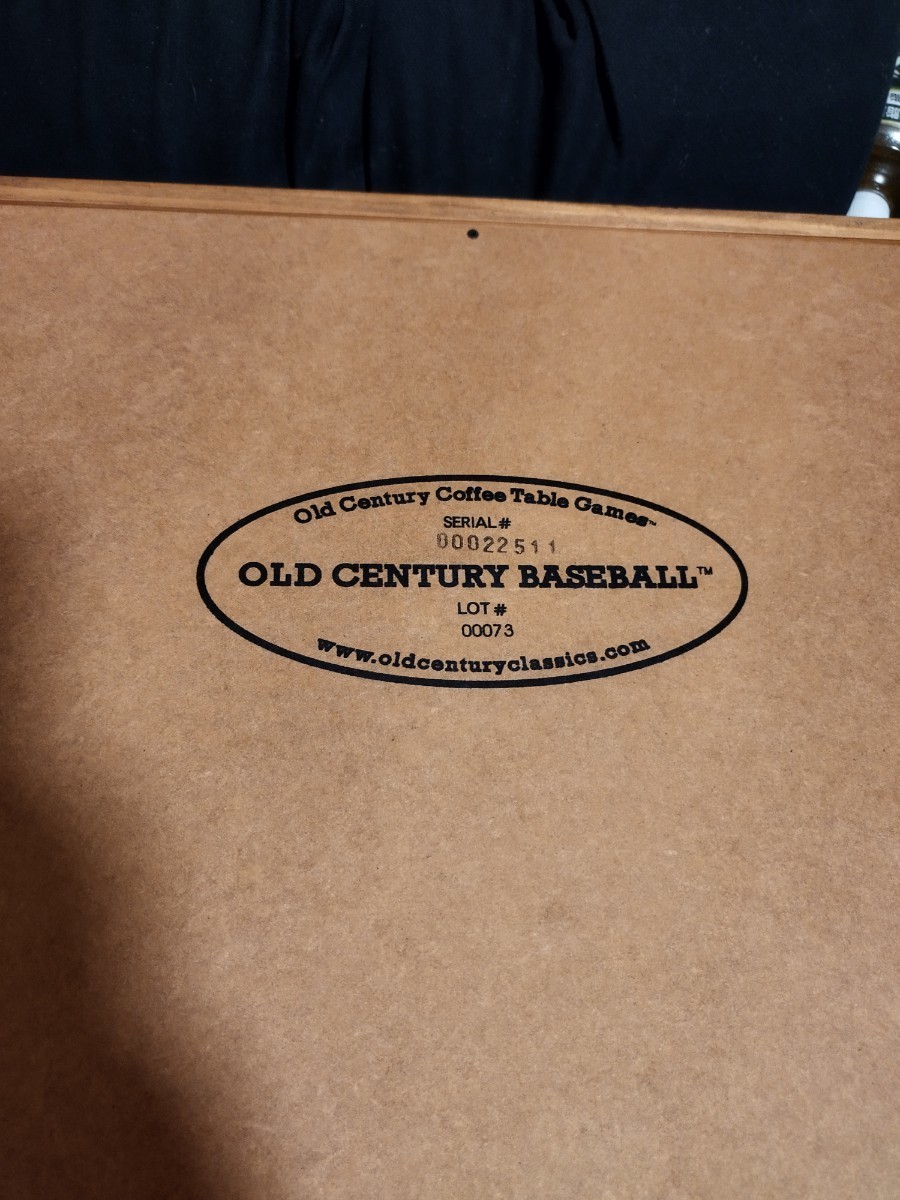 Old Century Coffee Table Games™
SERIAL#
00022511
OLD CENTURY BASEBALL™
LOT #
00073
www.oldcenturyclassics.com